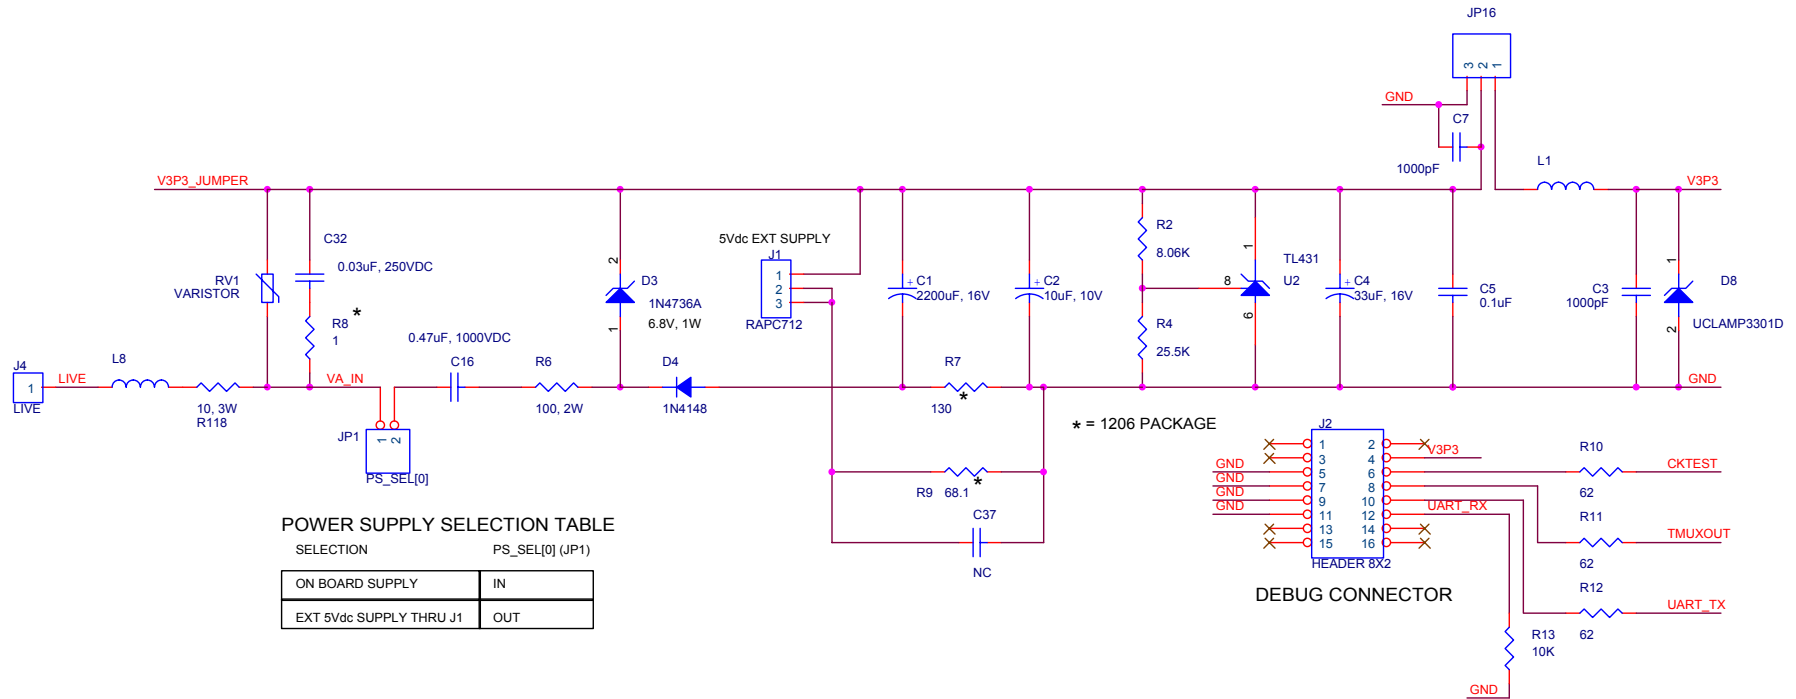 JP16
3
2
1
GND
C7
1000pF
L1
V3P3_JUMPER
V3P3
C32
0.03uF, 250VDC
RV1
VARISTOR
R8
1
*
2
D3
1N4736A
6.8V, 1W
1
5Vdc EXT SUPPLY
J1
1
2
3
RAPC712
+
C1
2200uF, 16V
+
C2
10uF, 10V
R2
8.06K
R4
25.5K
1
8
6
TL431
U2
+
C4
33uF, 16V
C5
0.1uF
C3
1000pF
1
2
D8
UCLAMP3301D
J4
1
LIVE
LIVE
L8
10, 3W
R118
VA_IN
0.47uF, 1000VDC
C16
R6
100, 2W
D4
1N4148
R7
130
*
GND
JP1
1
2
PS_SEL[0]
R9
68.1
*
C37
NC
* = 1206 PACKAGE
POWER SUPPLY SELECTION TABLE
SELECTION PS_SEL[0] (JP1)
ON BOARD SUPPLY IN
EXT 5Vdc SUPPLY THRU J1 OUT
J2
1 2
3 4
5 6
7 8
9 10
11 12
13 14
15 16
HEADER 8X2
GND
GND
GND
GND
V3P3
UART_RX
DEBUG CONNECTOR
R10
62
CKTEST
R11
62
TMUXOUT
R12
62
UART_TX
R13
10K
GND